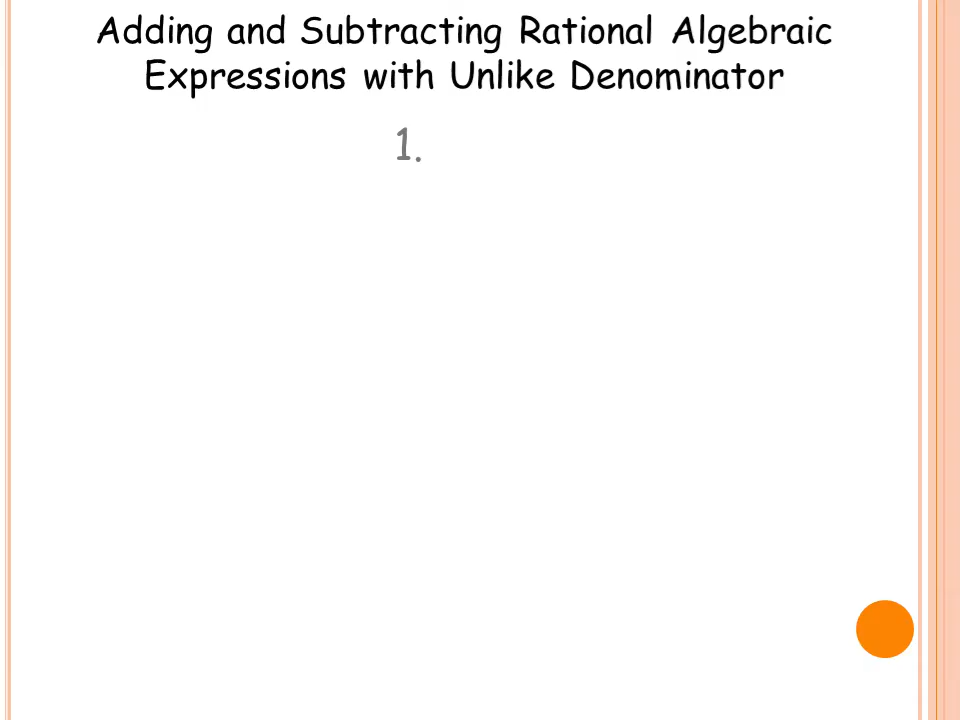 Adding and Subtracting Rational Algebraic
Expressions with Unlike Denominator
1.